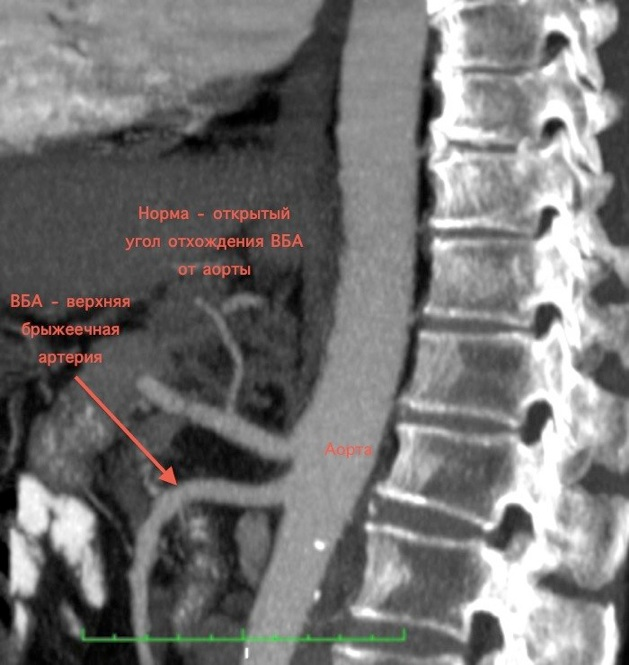 Норма - открытый
угол отхождения ВБА
от аорты
ВБА - верхняя
брыжеечная
артерия
Аорта